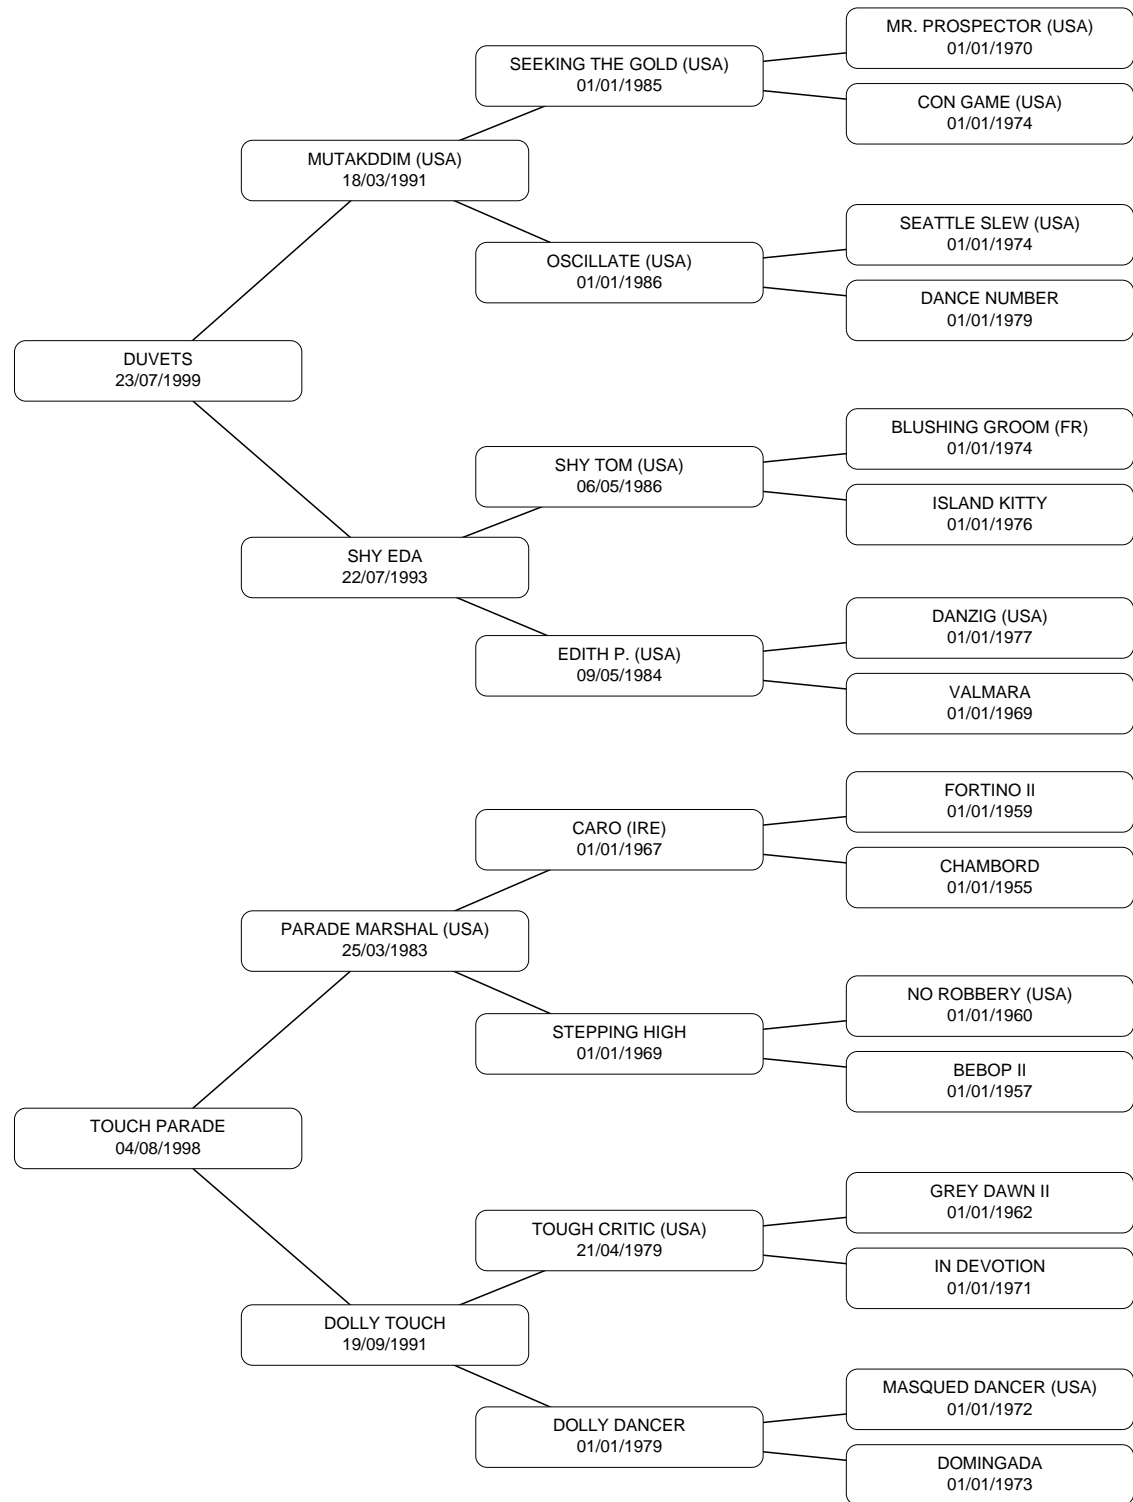 MR. PROSPECTOR (USA)
01/01/1970
SEEKING THE GOLD (USA)
01/01/1985
CON GAME (USA)
01/01/1974
MUTAKDDIM (USA)
18/03/1991
SEATTLE SLEW (USA)
01/01/1974
OSCILLATE (USA)
01/01/1986
DANCE NUMBER
01/01/1979
DUVETS
23/07/1999
BLUSHING GROOM (FR)
01/01/1974
SHY TOM (USA)
06/05/1986
ISLAND KITTY
01/01/1976
SHY EDA
22/07/1993
DANZIG (USA)
01/01/1977
EDITH P. (USA)
09/05/1984
VALMARA
01/01/1969
FORTINO II
01/01/1959
CARO (IRE)
01/01/1967
CHAMBORD
01/01/1955
PARADE MARSHAL (USA)
25/03/1983
NO ROBBERY (USA)
01/01/1960
STEPPING HIGH
01/01/1969
BEBOP II
01/01/1957
TOUCH PARADE
04/08/1998
GREY DAWN II
01/01/1962
TOUGH CRITIC (USA)
21/04/1979
IN DEVOTION
01/01/1971
DOLLY TOUCH
19/09/1991
MASQUED DANCER (USA)
01/01/1972
DOLLY DANCER
01/01/1979
DOMINGADA
01/01/1973